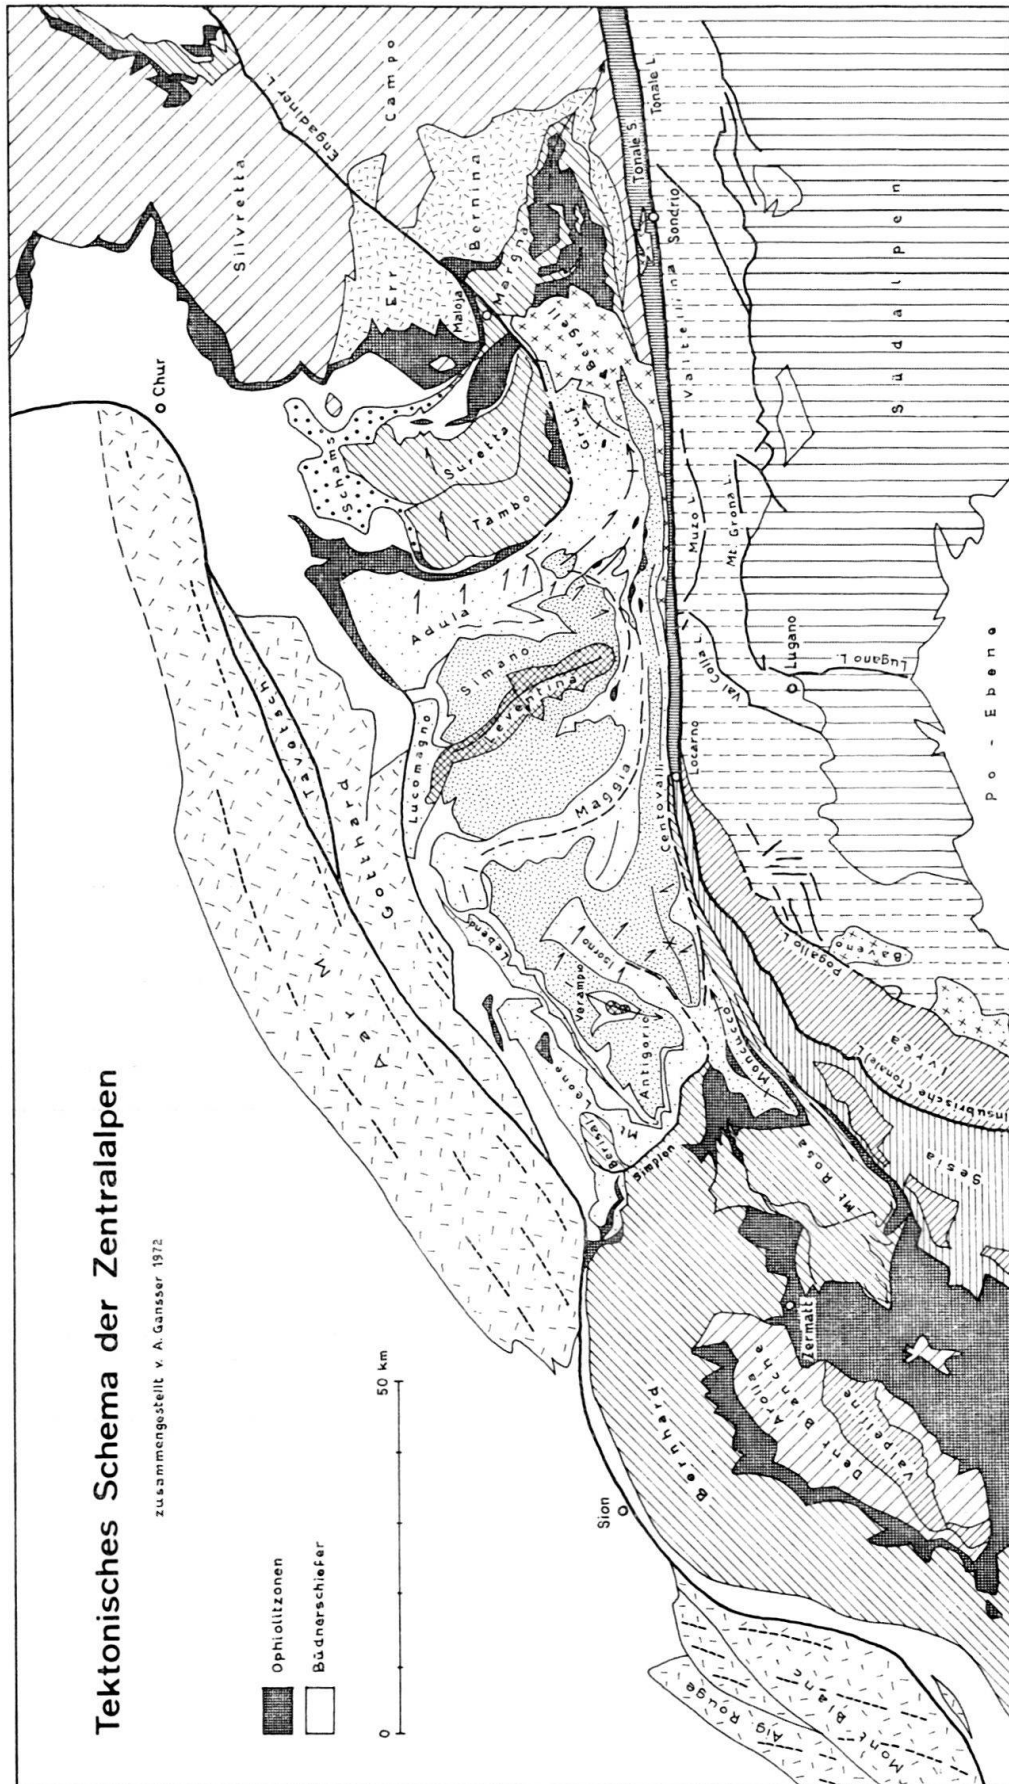 Tektonisches Schema der Zentralalpen
zusammengestellt v. A. Gansser 1972
Ophiolitzonen
Büdnerschiefer
0
50 km
Silvretta
Engadiner L.
Campo
Chur
Err
Bernina
Maloja
Margna
Tonale S.
Tonale L.
Sondrio
Valtellina
Südalpen
Schams
Suretta
Tambo
Bergell
Gruf
Muzo L.
Mt. Grona L.
Adula
Simano
Leventina
Lucomagno
Tavetsch
Gotthard
Aar M.
Maggia
Val Colla L.
Lugano
Lugano L.
Locarno
Centovalli
po-Ebene
Lebendun
Isorno
Verampio
Antigorio
Mt. Leone
Berisal
Simplon
Moncucco
Pogallo L.
Baveno
Ivrea
Insubrische (Tonale) L.
Sesia
Mt Rosa
Zermatt
Arolla
Dent Blanche
Valpelline
Bernhard
Sion
Aig. Rouge
Mont Blanc